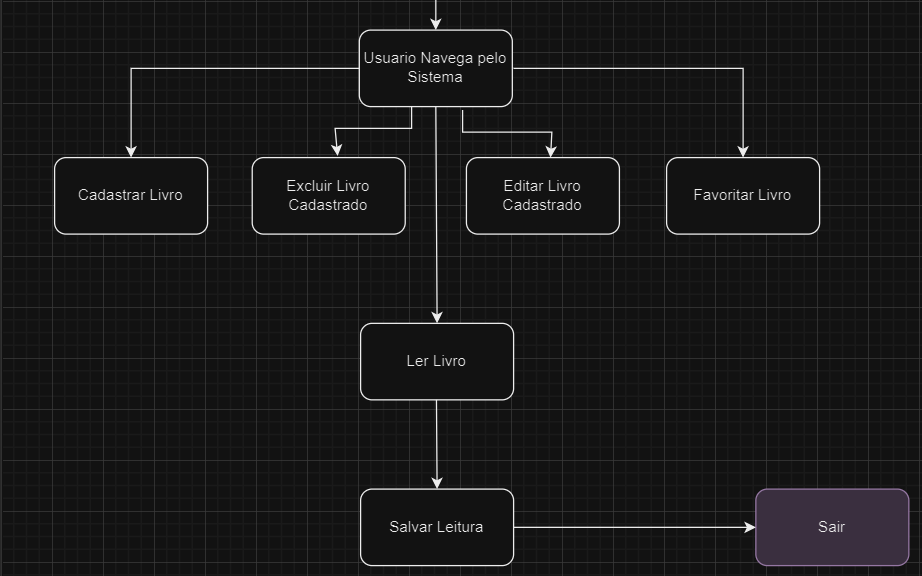 Usuario Navega pelo
Sistema
Cadastrar Livro
Excluir Livro
Cadastrado
Editar Livro
Cadastrado
Favoritar Livro
Ler Livro
Salvar Leitura
Sair